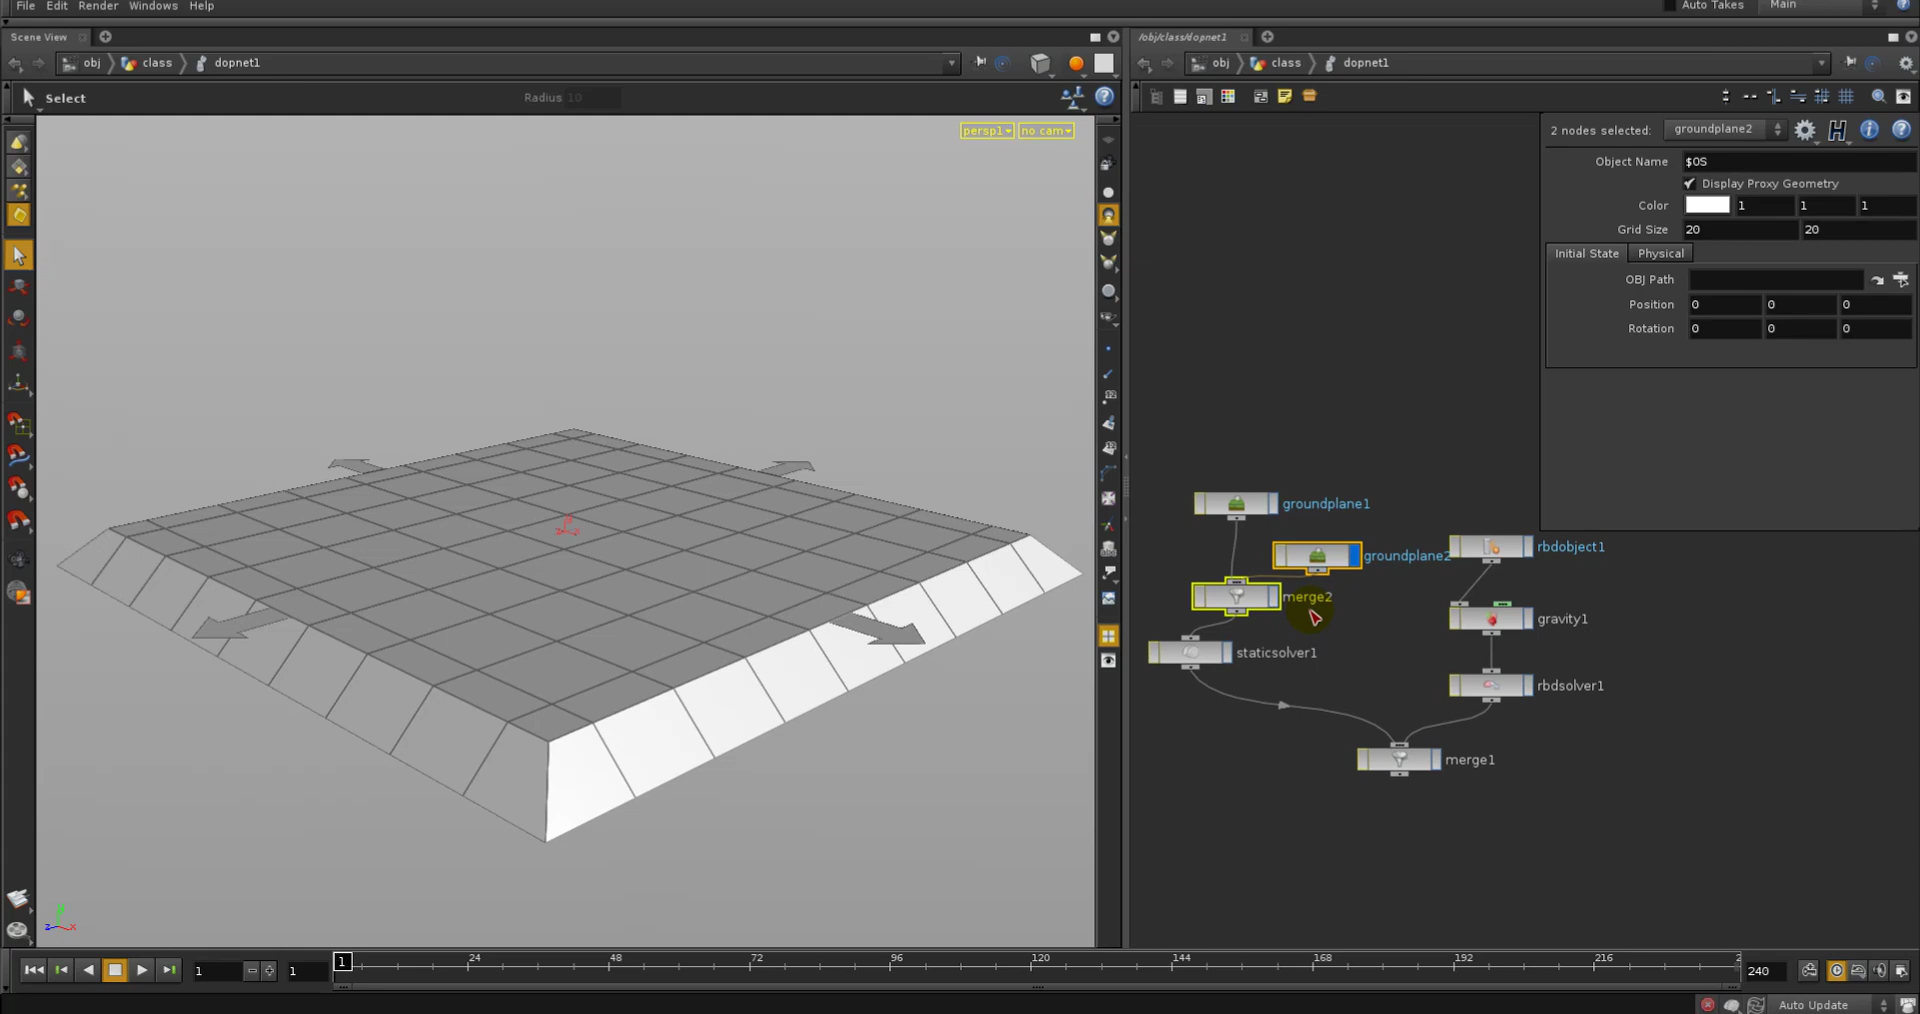 File Edit Render Windows Help
Auto Takes Main
Scene View
/obj/class/dopnet1
obj class dopnet1
obj class dopnet1
Select
Radius 10
persp1 no cam
2 nodes selected: groundplane2
Object Name $OS
Display Proxy Geometry
Color 1 1 1
Grid Size 20 20
Initial State Physical
OBJ Path
Position 0 0 0
Rotation 0 0 0
groundplane1
groundplane2
rbdobject1
merge2
gravity1
staticsolver1
rbdsolver1
merge1
z x
1 1 1 24 48 72 96 120 144 168 192 216 2 240
Auto Update